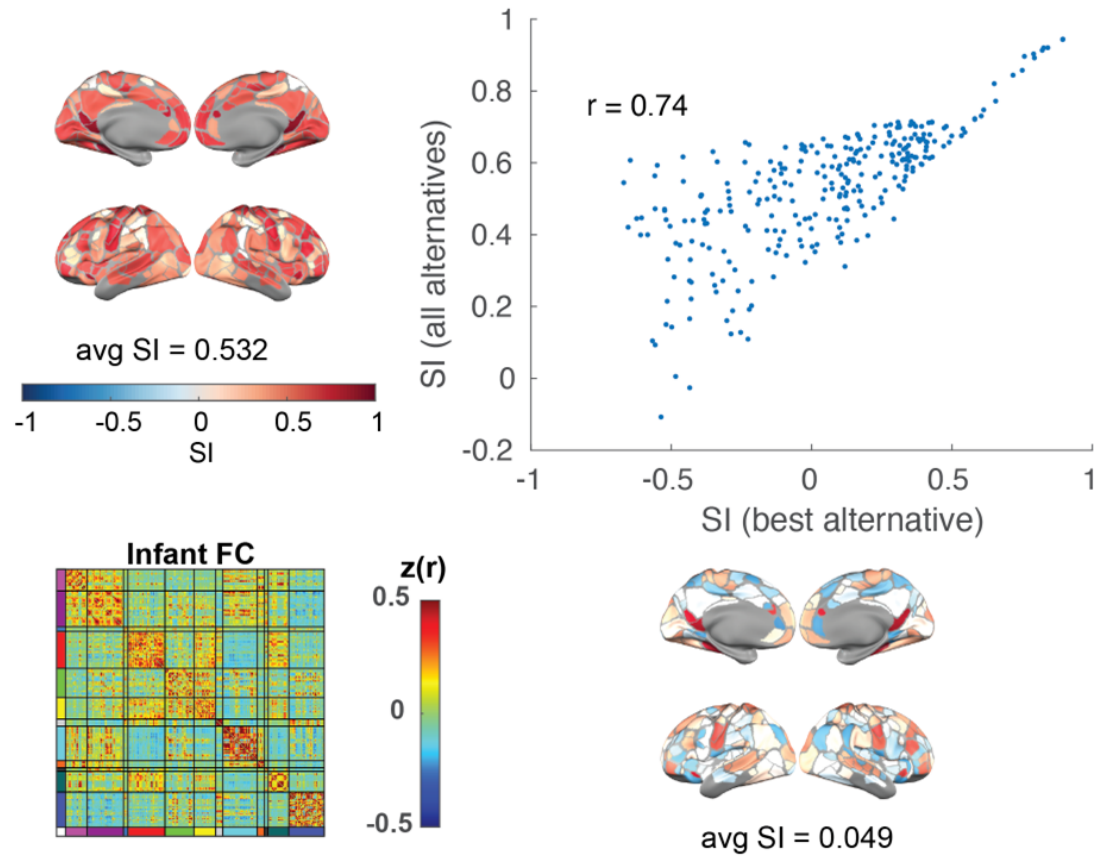 avg SI = 0.532
-1 -0.5 0 0.5 1
SI
1
0.8
0.6
0.4
0.2
0
-0.2
r = 0.74
SI (all alternatives)
-1 -0.5 0 0.5 1
SI (best alternative)
Infant FC
z(r)
0.5
0
-0.5
avg SI = 0.049